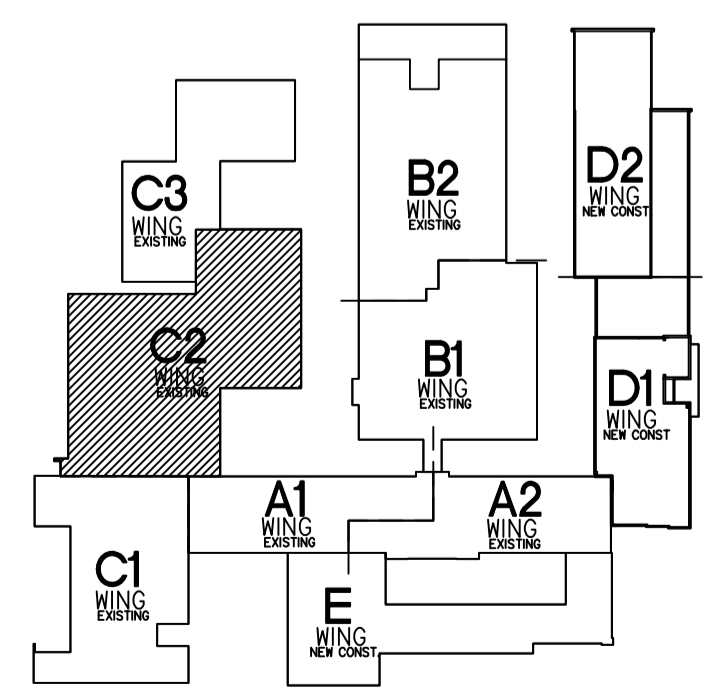 C3
WING
EXISTING
B2
WING
EXISTING
D2
WING
NEW CONST
C2
WING
EXISTING
B1
WING
EXISTING
D1
WING
NEW CONST
A1
WING
EXISTING
A2
WING
EXISTING
C1
WING
EXISTING
E
WING
NEW CONST